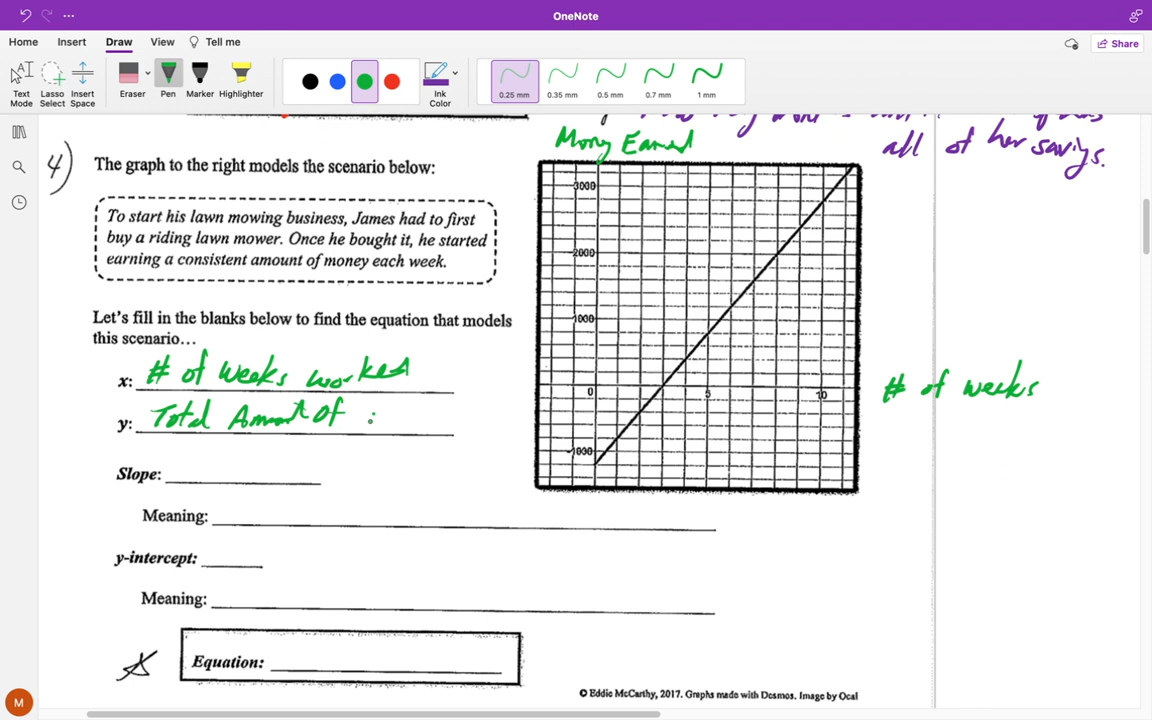 OneNote
Home Insert Draw View Tell me
Share
Text Mode Lasso Select Insert Space Eraser Pen Marker Highlighter Ink Color 0.25 mm 0.35 mm 0.5 mm 0.7 mm 1 mm
all of her savings.
Money Earned
4) The graph to the right models the scenario below:
To start his lawn mowing business, James had to first
buy a riding lawn mower. Once he bought it, he started
earning a consistent amount of money each week.
3000
2000
1000
0 5 10
-1000
# of weeks
Let's fill in the blanks below to find the equation that models
this scenario...
x: # of weeks worked
y: Total Amount Of
Slope:
Meaning:
y-intercept:
Meaning:
Equation:
© Eddie McCarthy, 2017. Graphs made with Desmos. Image by Ocal
M